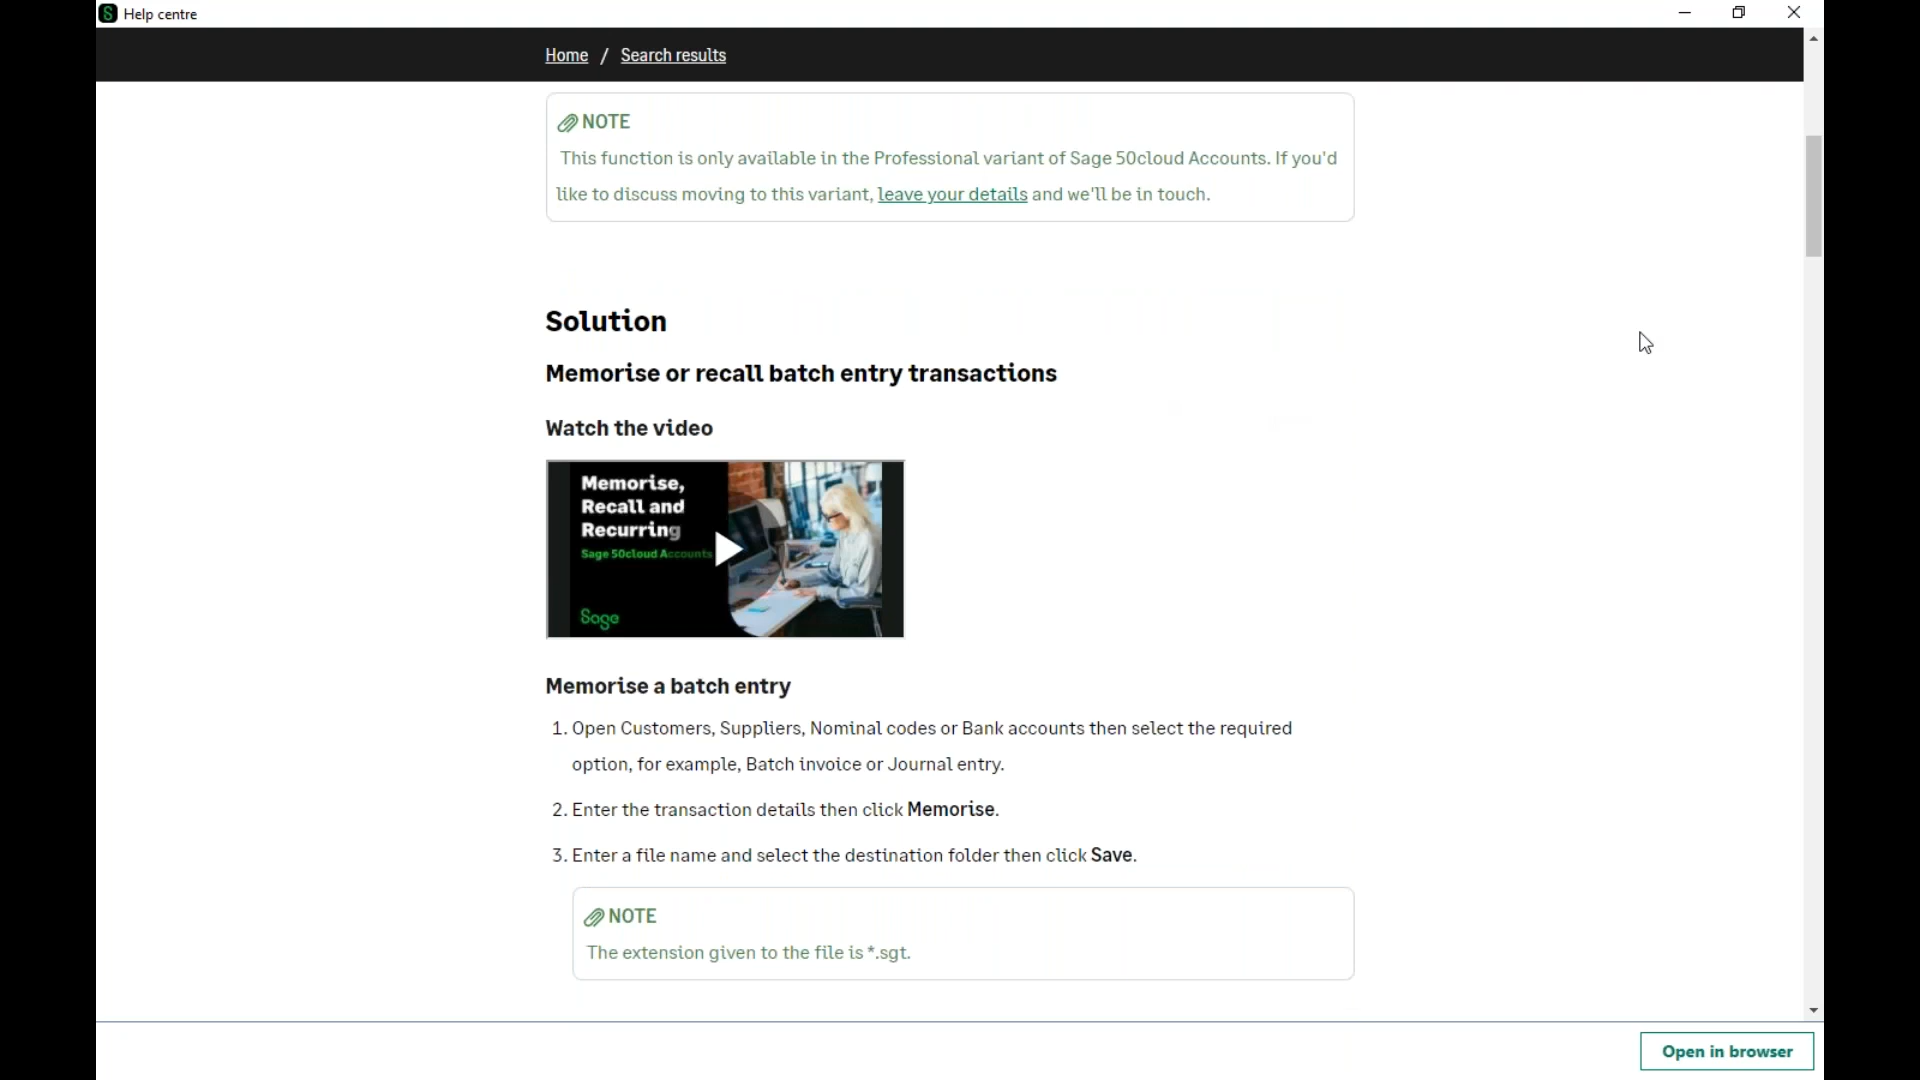 Help centre
Home / Search results
NOTE
This function is only available in the Professional variant of Sage 50cloud Accounts. If you'd
like to discuss moving to this variant, leave your details and we'll be in touch.
Solution
Memorise or recall batch entry transactions
Watch the video
Memorise,
Recall and
Recurring
Sage 50cloud Accounts
Sage
Memorise a batch entry
1. Open Customers, Suppliers, Nominal codes or Bank accounts then select the required
option, for example, Batch invoice or Journal entry.
2. Enter the transaction details then click Memorise.
3. Enter a file name and select the destination folder then click Save.
NOTE
The extension given to the file is *.sgt.
Open in browser